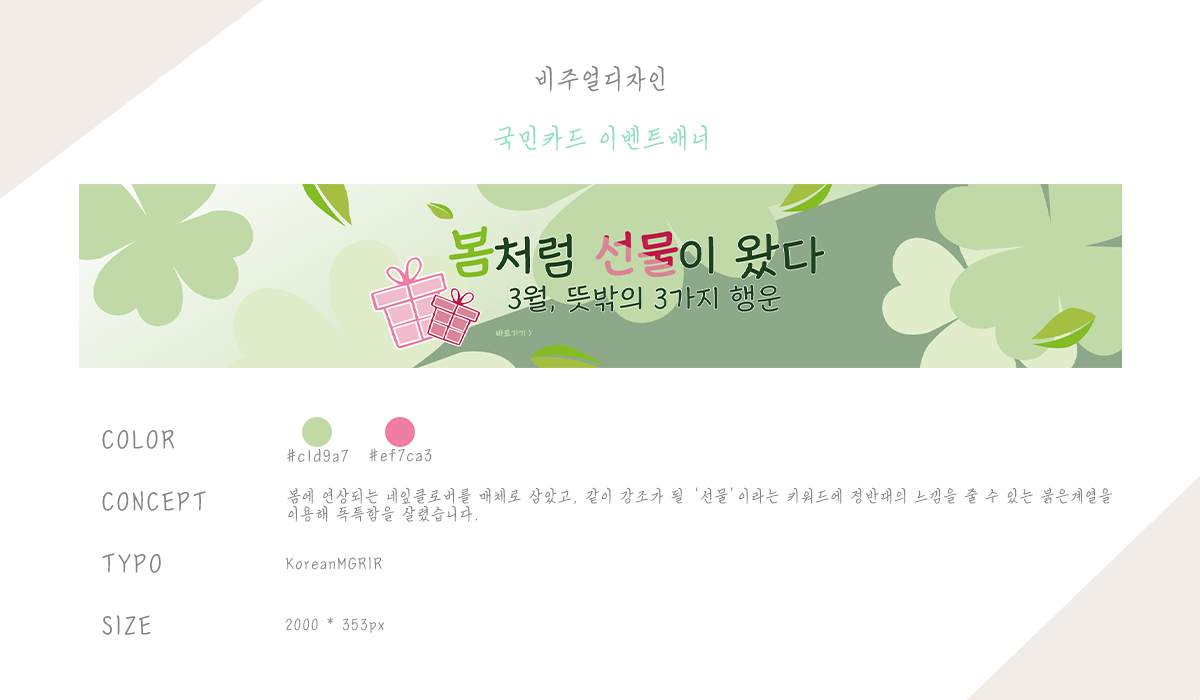 비주얼디자인
국민카드 이벤트배너
봄처럼 선물이 왔다
3월, 뜻밖의 3가지 행운
바로가기 >
COLOR
#c1d9a7 #ef7ca3
CONCEPT
봄에 연상되는 네잎클로버를 매체로 삼았고, 같이 강조가 될 '선물'이라는 키워드에 정반대의 느낌을 줄 수 있는 붉은계열을
이용해 독특함을 살렸습니다.
TYPO
KoreanMGR1R
SIZE
2000 * 353px